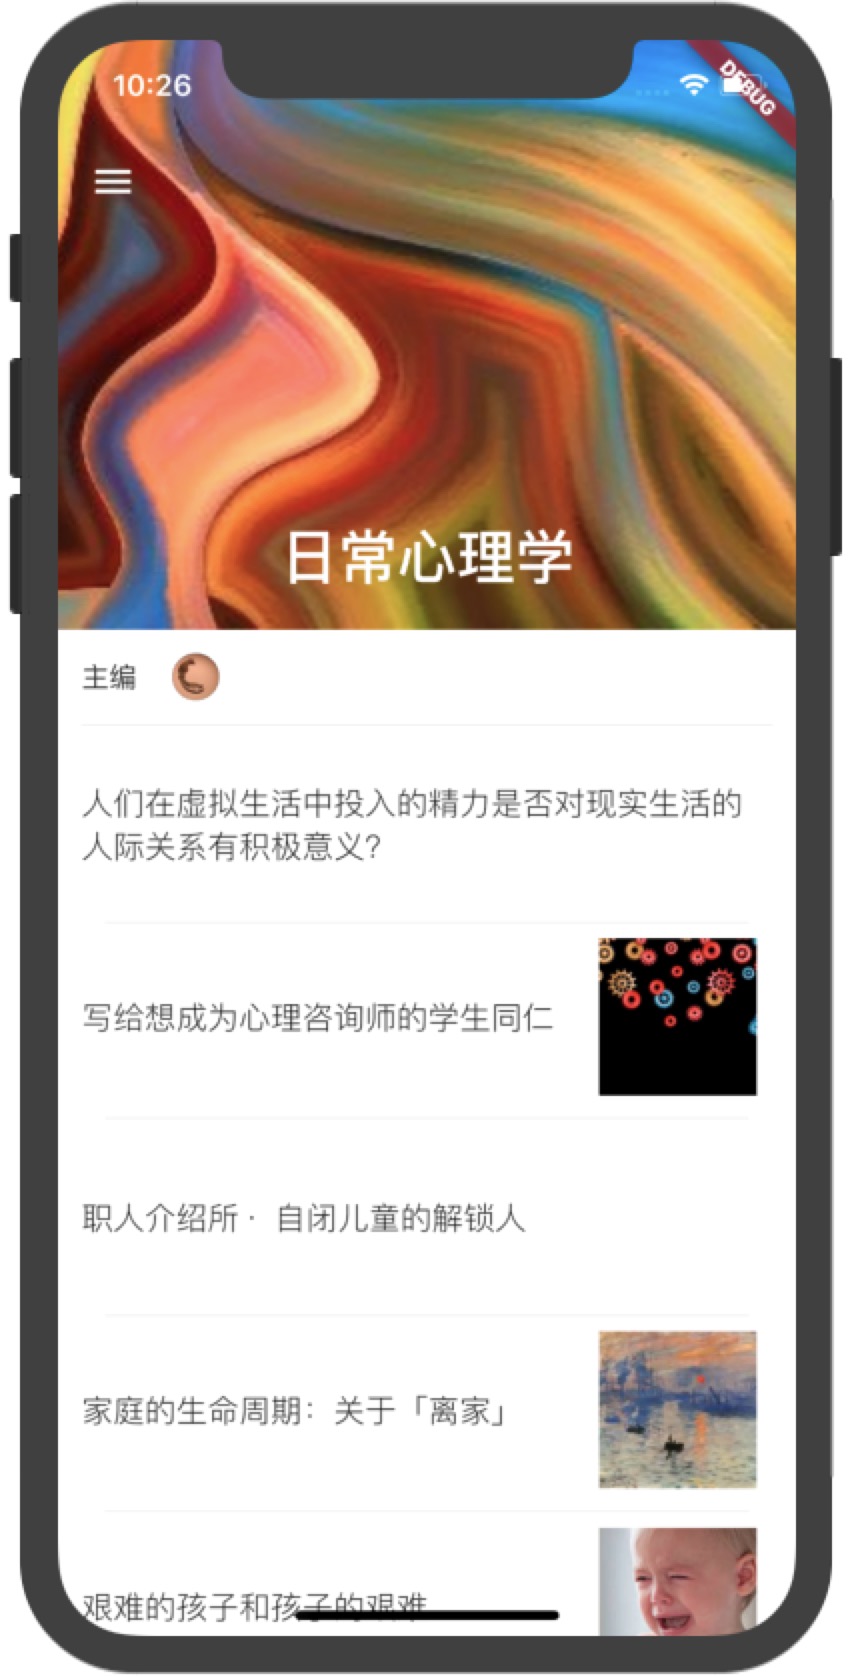 10:26
DEBUG
日常心理学
主编
人们在虚拟生活中投入的精力是否对现实生活的
人际关系有积极意义？
写给想成为心理咨询师的学生同仁
职人介绍所 · 自闭儿童的解锁人
家庭的生命周期：关于「离家」
艰难的孩子和孩子的艰难